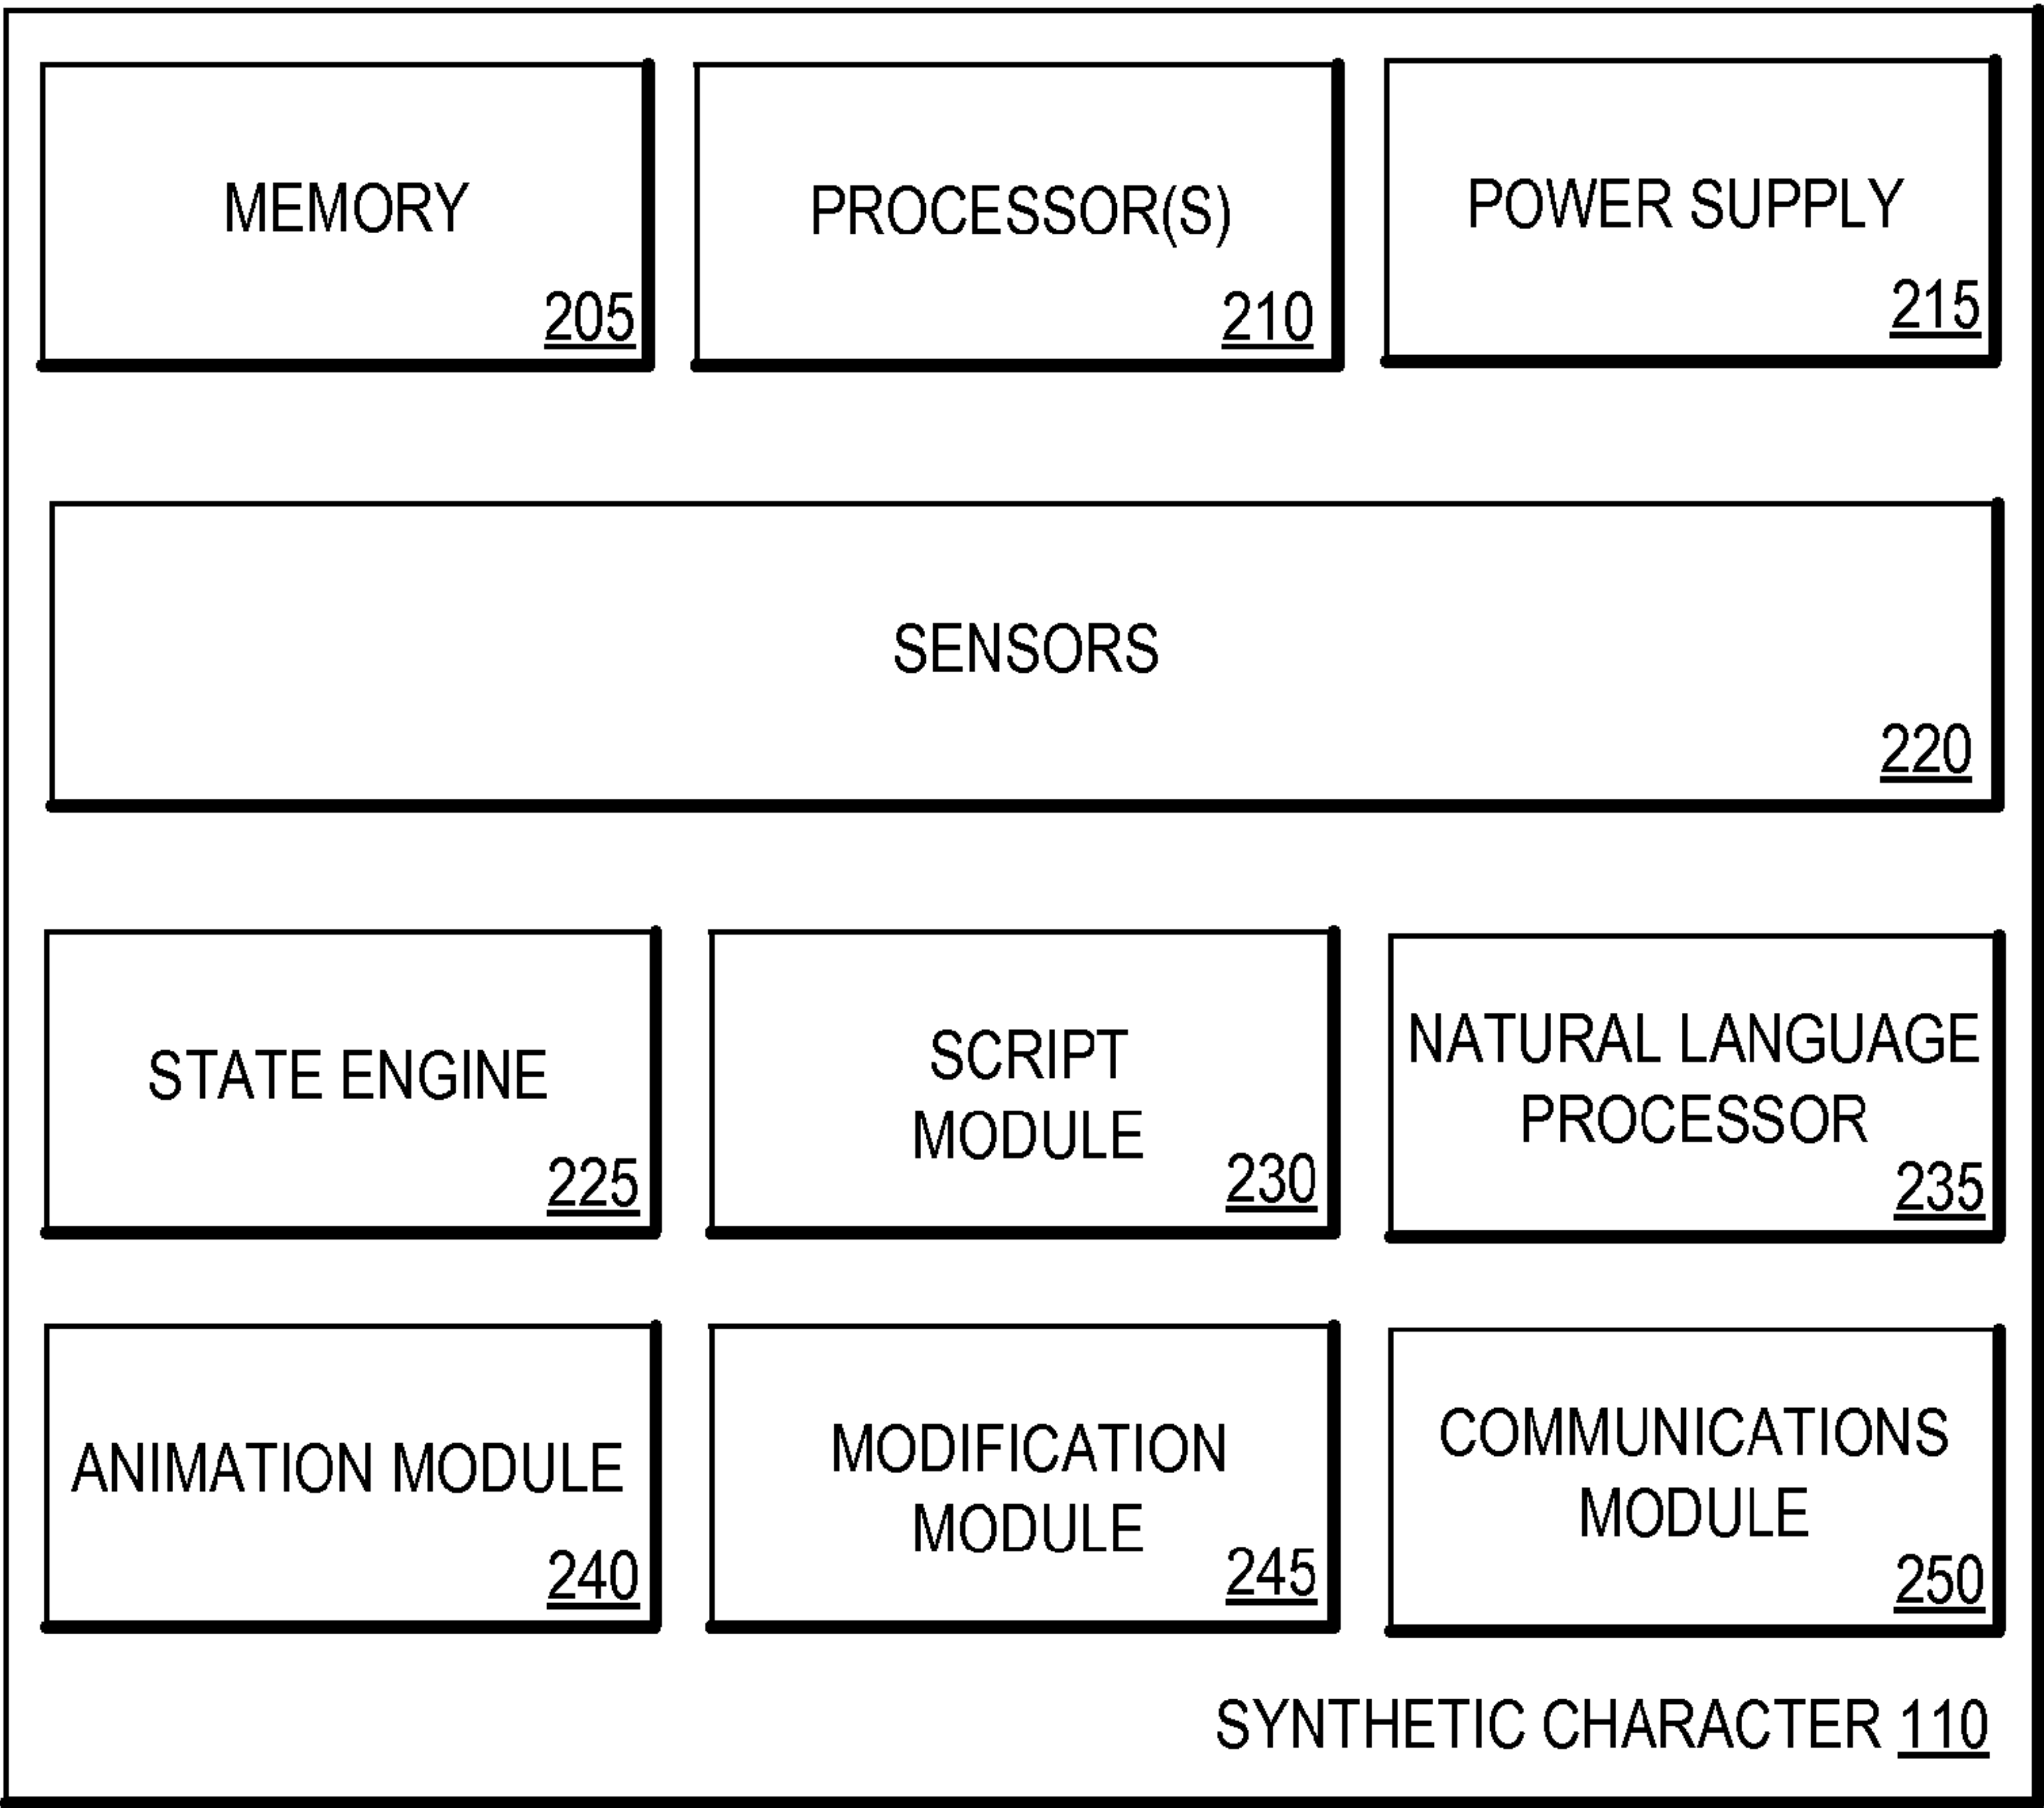 MEMORY
205
PROCESSOR(S)
210
POWER SUPPLY
215
SENSORS
220
STATE ENGINE
225
SCRIPT
MODULE
230
NATURAL LANGUAGE
PROCESSOR
235
ANIMATION MODULE
240
MODIFICATION
MODULE
245
COMMUNICATIONS
MODULE
250
SYNTHETIC CHARACTER 110